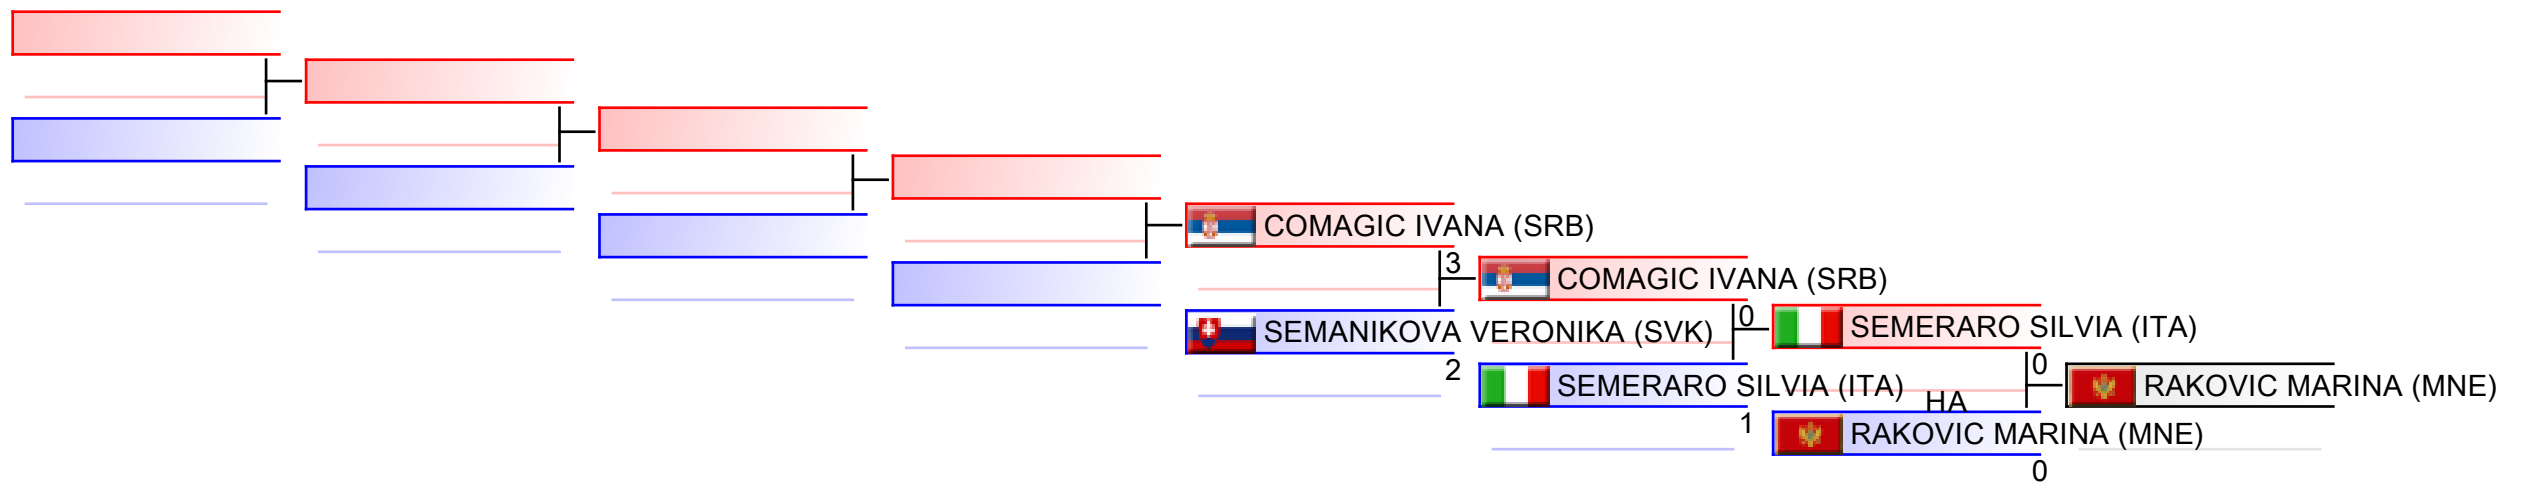 COMAGIC IVANA (SRB)
3
COMAGIC IVANA (SRB)
SEMANIKOVA VERONIKA (SVK)
0
SEMERARO SILVIA (ITA)
2
SEMERARO SILVIA (ITA)
0
RAKOVIC MARINA (MNE)
HA
1
RAKOVIC MARINA (MNE)
0